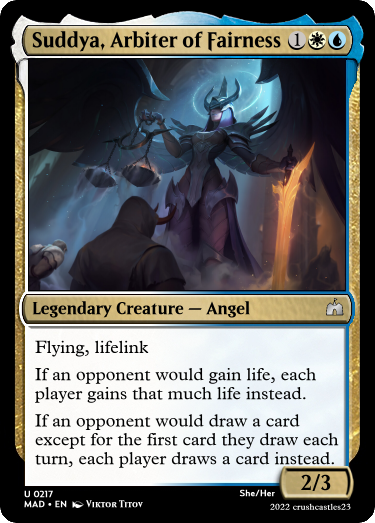 Suddya, Arbiter of Fairness 1
Legendary Creature — Angel
Flying, lifelink
If an opponent would gain life, each
player gains that much life instead.
If an opponent would draw a card
except for the first card they draw each
turn, each player draws a card instead.
2/3
U 0217
She/Her
MAD • EN Viktor Titov
2022 crushcastles23